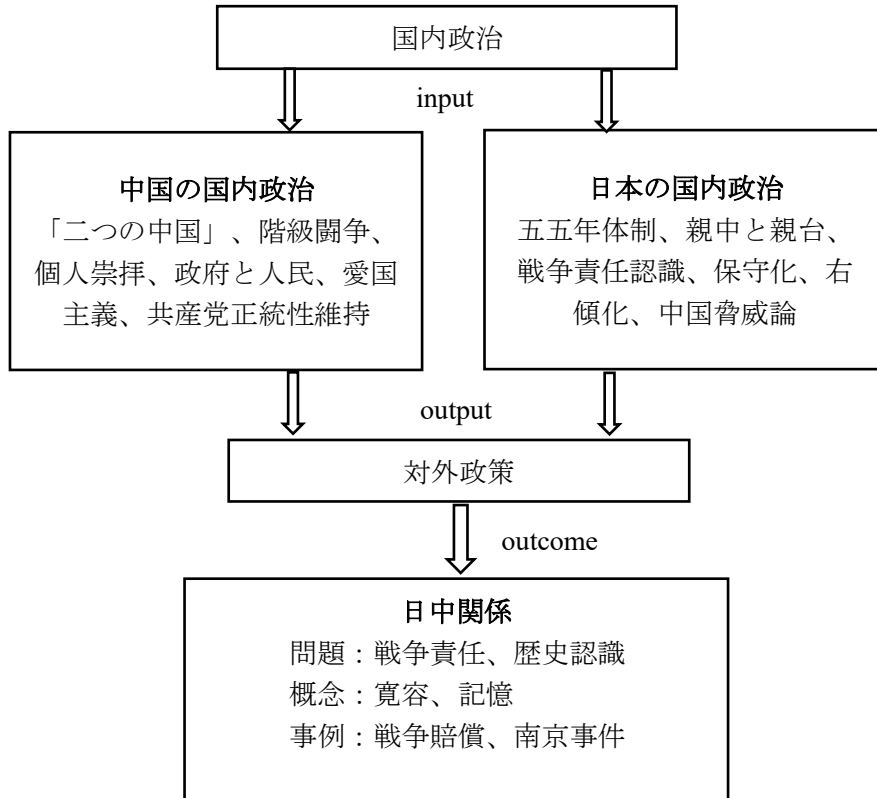 国内政治
input
中国の国内政治
「二つの中国」、階級闘争、
個人崇拝、政府と人民、愛国
主義、共産党正統性維持
日本の国内政治
五五年体制、親中と親台、
戦争責任認識、保守化、右
傾化、中国脅威論
output
対外政策
outcome
日中関係
問題：戦争責任、歴史認識
概念：寛容、記憶
事例：戦争賠償、南京事件